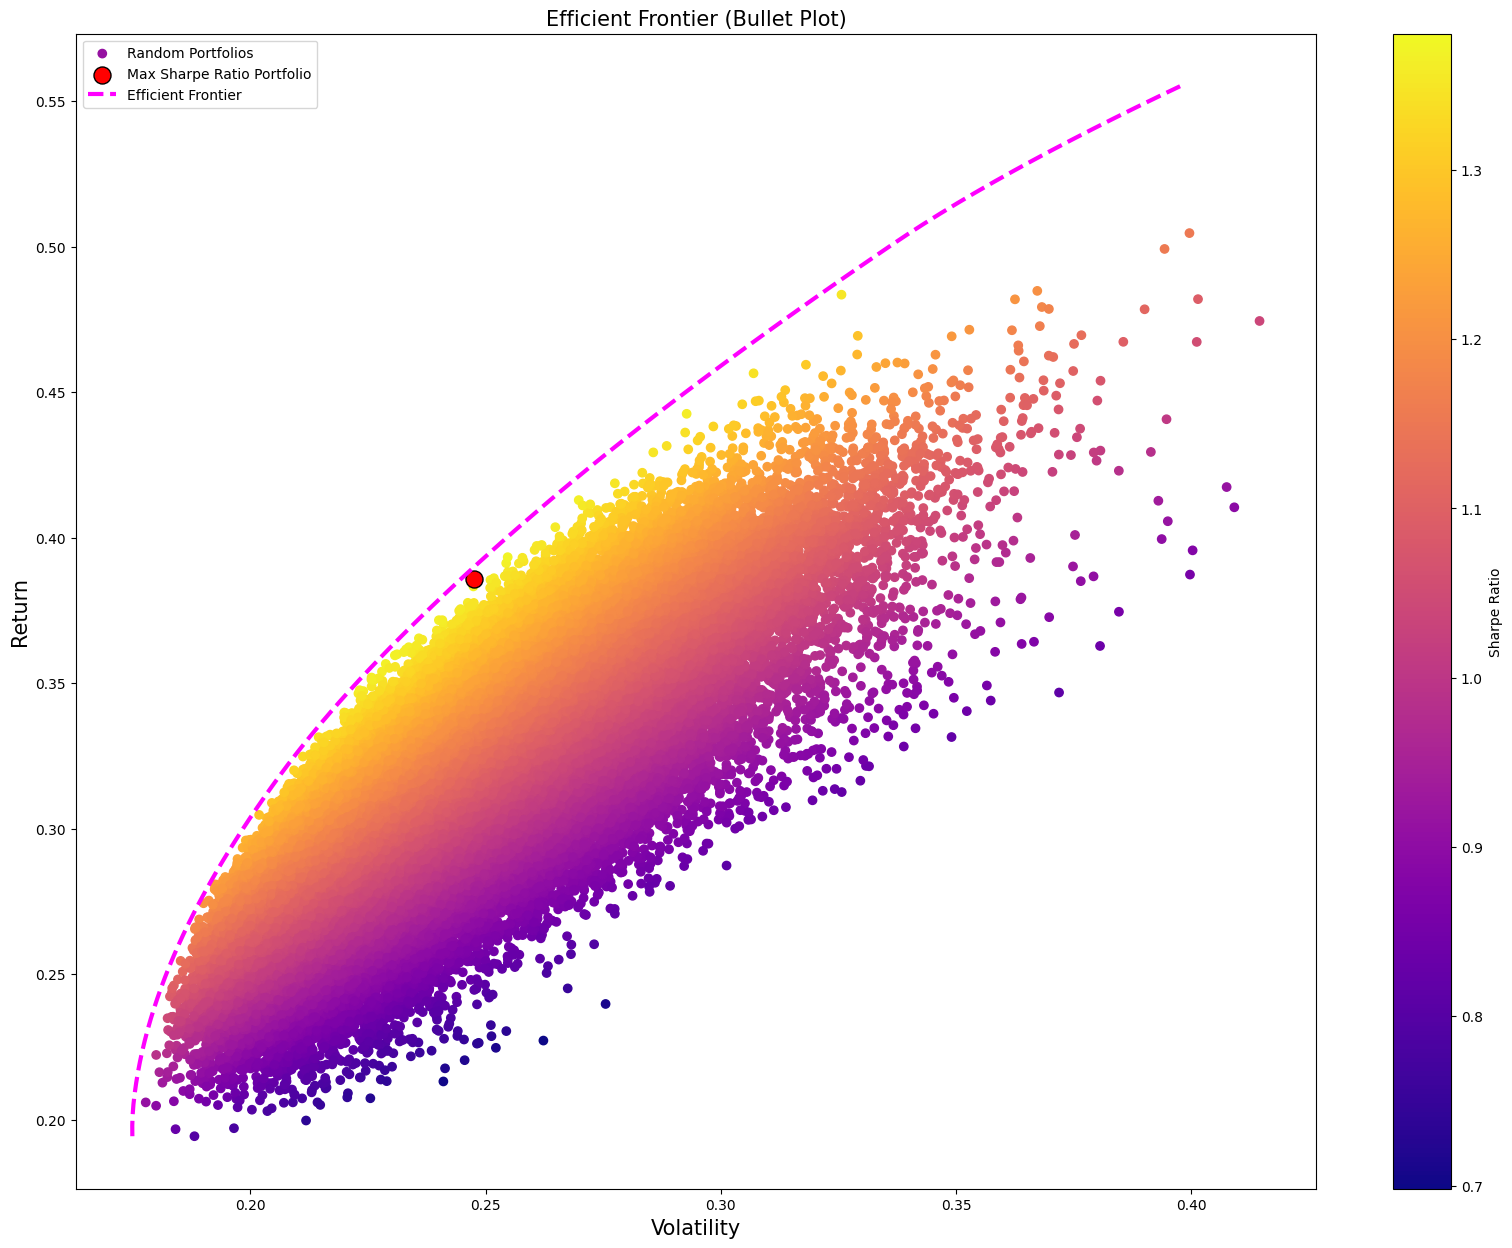 Efficient Frontier (Bullet Plot)
Random Portfolios
Max Sharpe Ratio Portfolio
Efficient Frontier
0.55
0.50
0.45
0.40
0.35
0.30
0.25
0.20
Return
0.20 0.25 0.30 0.35 0.40
Volatility
1.3
1.2
1.1
1.0
0.9
0.8
0.7
Sharpe Ratio